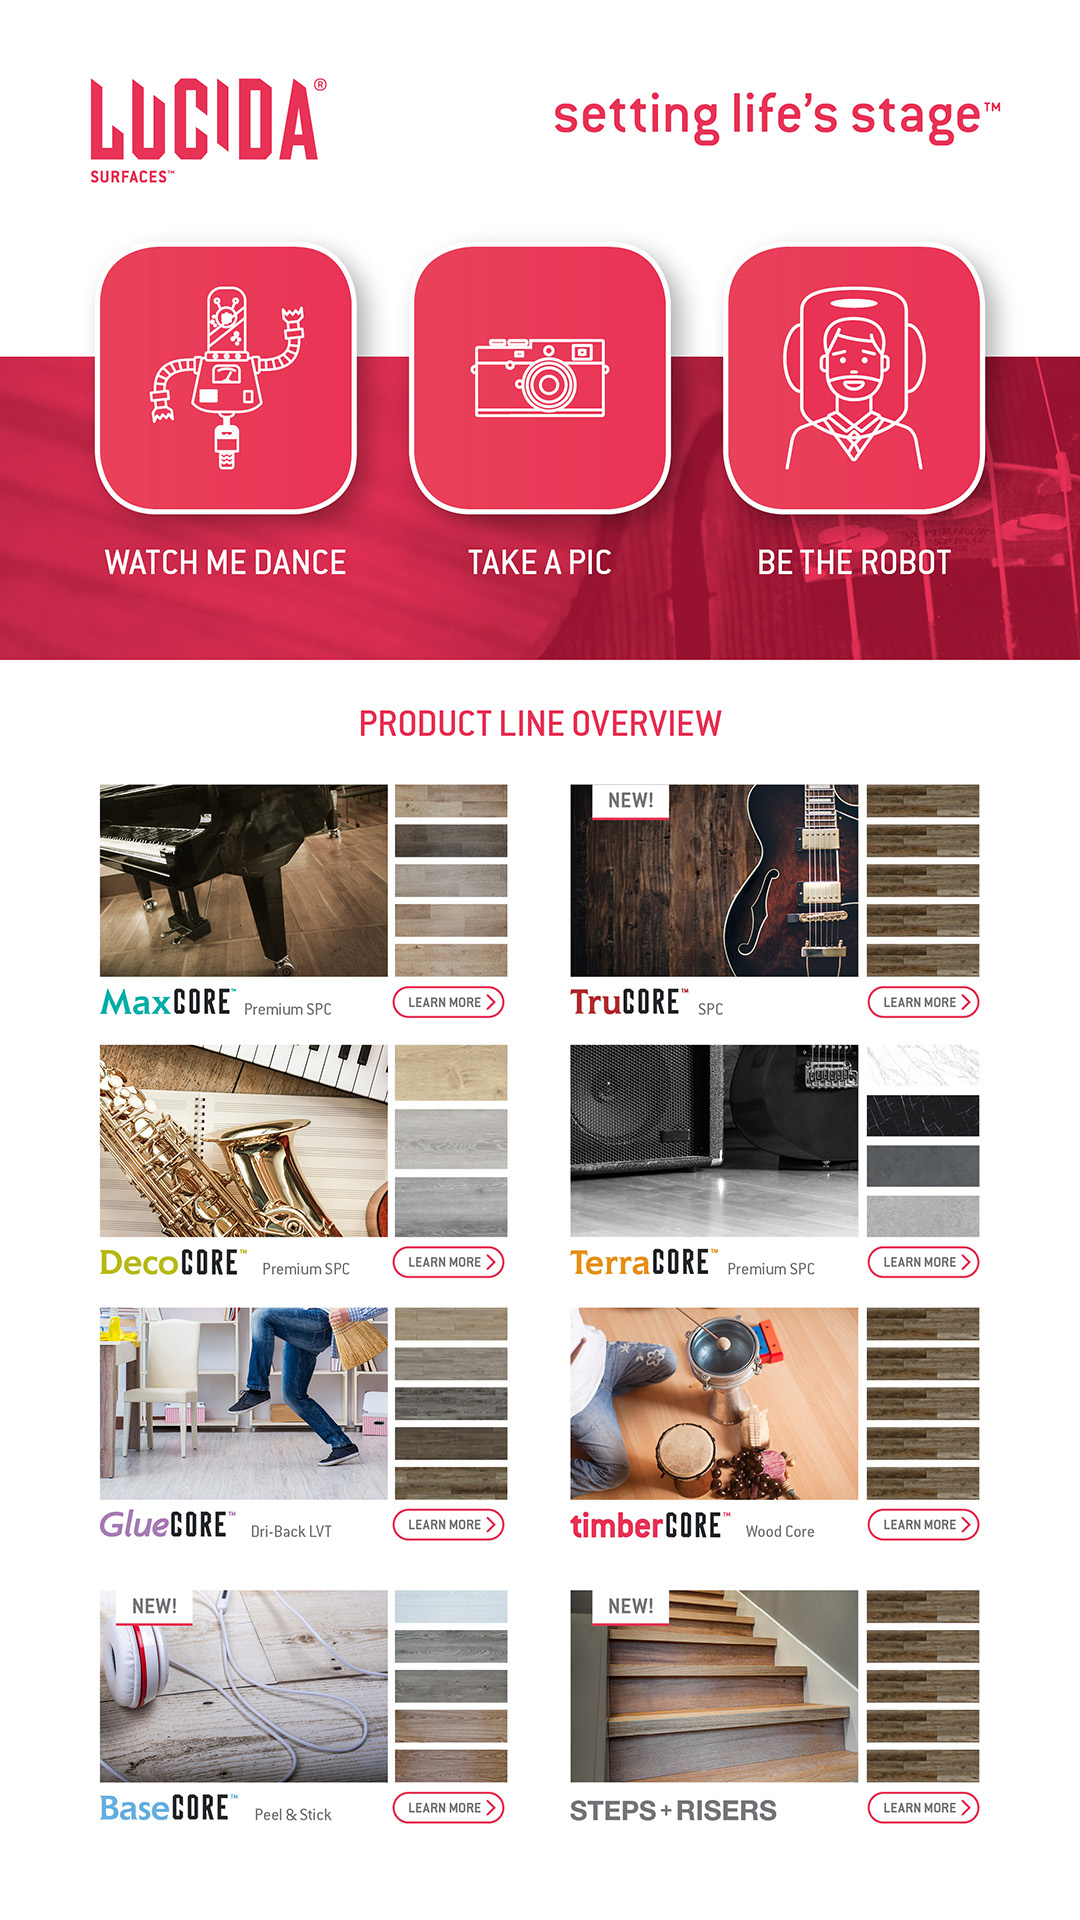 LUCIDA®
SURFACES™
setting life's stage™
WATCH ME DANCE
TAKE A PIC
BE THE ROBOT
PRODUCT LINE OVERVIEW
NEW!
MaxCORE™ Premium SPC
LEARN MORE
TruCORE™ SPC
LEARN MORE
DecoCORE™ Premium SPC
LEARN MORE
TerraCORE™ Premium SPC
LEARN MORE
GlueCORE™ Dri-Back LVT
LEARN MORE
timberCORE™ Wood Core
LEARN MORE
NEW!
NEW!
BaseCORE™ Peel & Stick
LEARN MORE
STEPS + RISERS
LEARN MORE